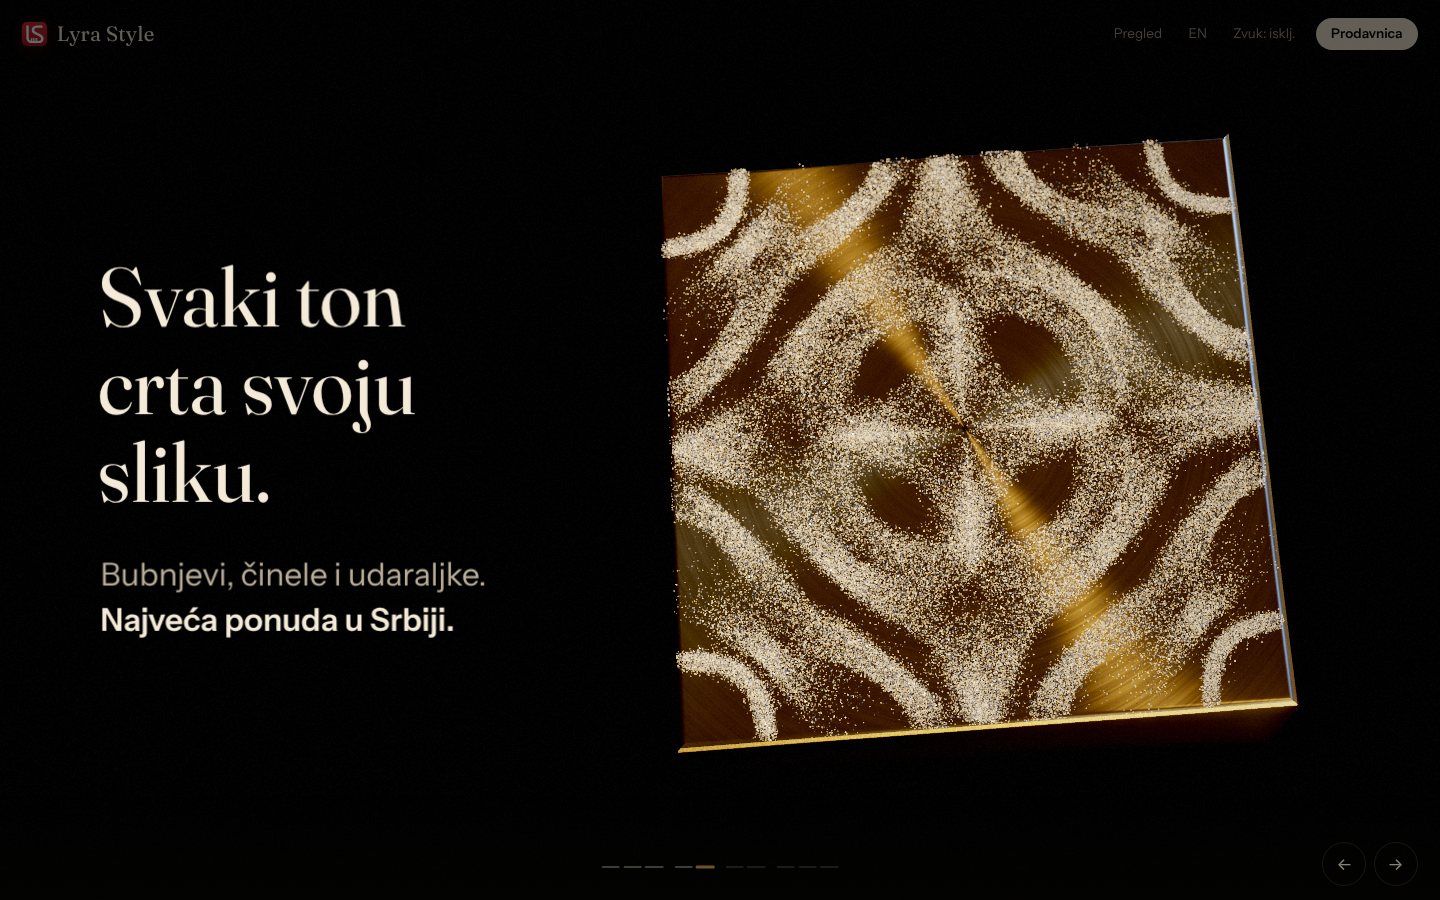 LS
Lyra Style
Pregled
EN
Zvuk: isklj.
Prodavnica
Svaki ton
crta svoju
sliku.
Bubnjevi, činele i udaraljke.
Najveća ponuda u Srbiji.